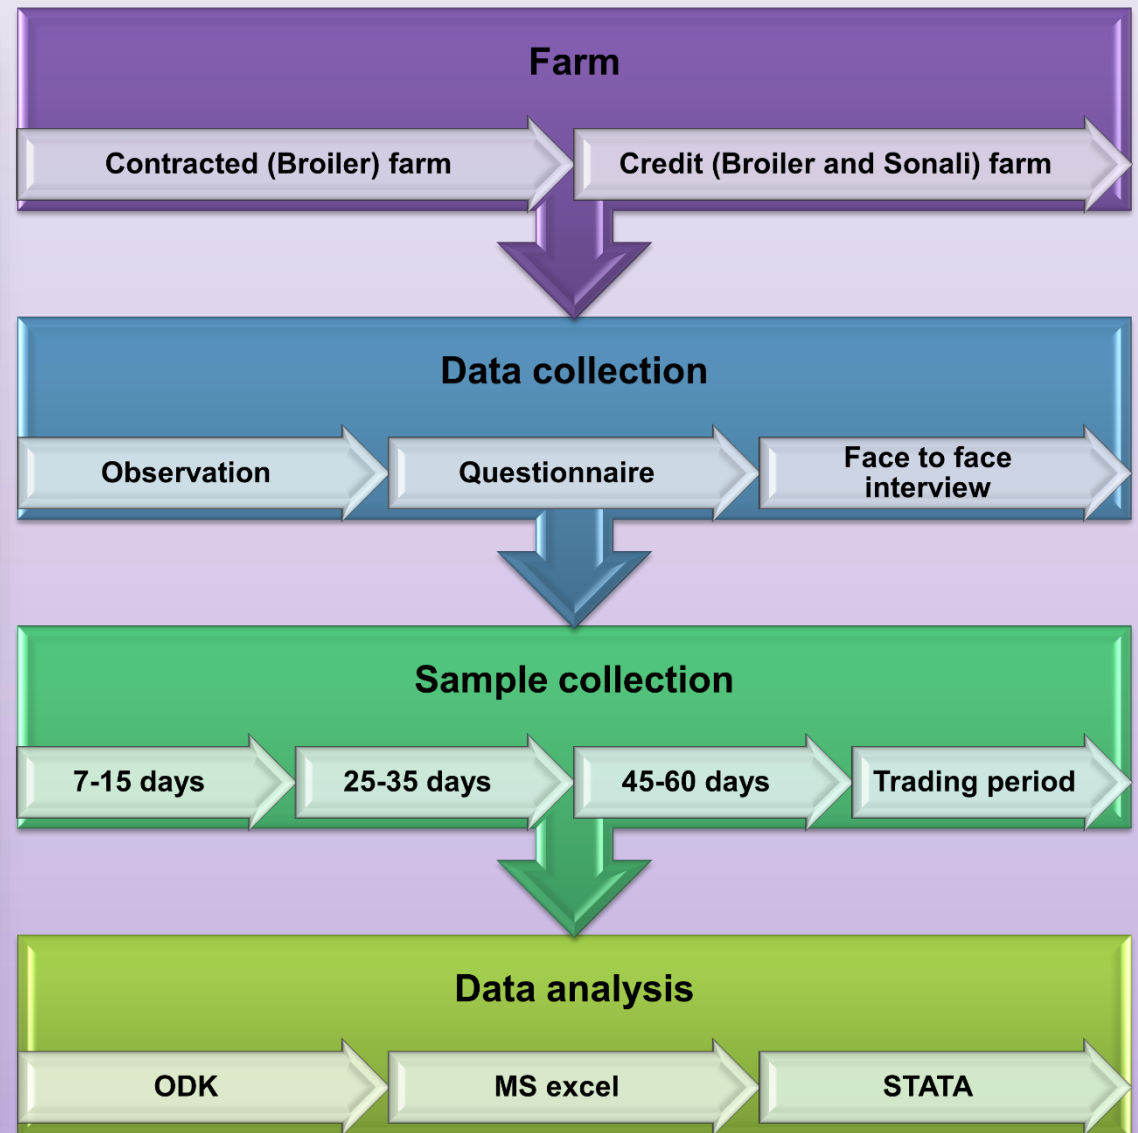 Farm
Contracted (Broiler) farm
Credit (Broiler and Sonali) farm
Data collection
Observation
Questionnaire
Face to face
interview
Sample collection
7-15 days
25-35 days
45-60 days
Trading period
Data analysis
ODK
MS excel
STATA